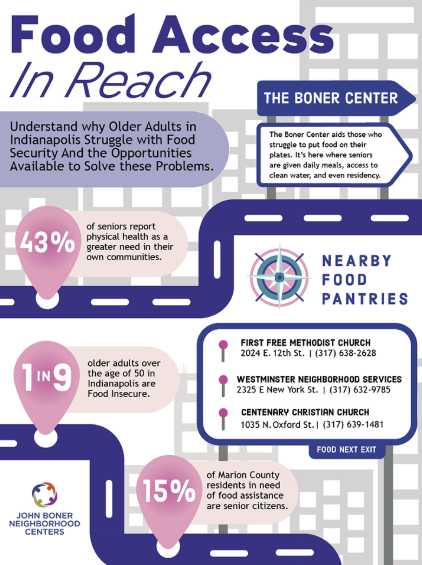 Food Access
In Reach
Understand why Older Adults in
Indianapolis Struggle with Food
Security And the Opportunities
Available to Solve these Problems.
THE BONER CENTER
The Boner Center aids those who
struggle to put food on their
plates. It's here where seniors
are given daily meals, access to
clean water, and even residency.
43%
of seniors report
physical health as a
greater need in their
own communities.
NEARBY
FOOD
PANTRIES
1 IN 9
older adults over
the age of 50 in
Indianapolis are
Food Insecure.
FIRST FREE METHODIST CHURCH
2024 E. 12th St. | (317) 638-2628
WESTMINSTER NEIGHBORHOOD SERVICES
2325 E New York St. | (317) 632-9785
CENTENARY CHRISTIAN CHURCH
1035 N. Oxford St. | (317) 639-1481
FOOD NEXT EXIT
15%
of Marion County
residents in need
of food assistance
are senior citizens.
JOHN BONER
NEIGHBORHOOD
CENTERS